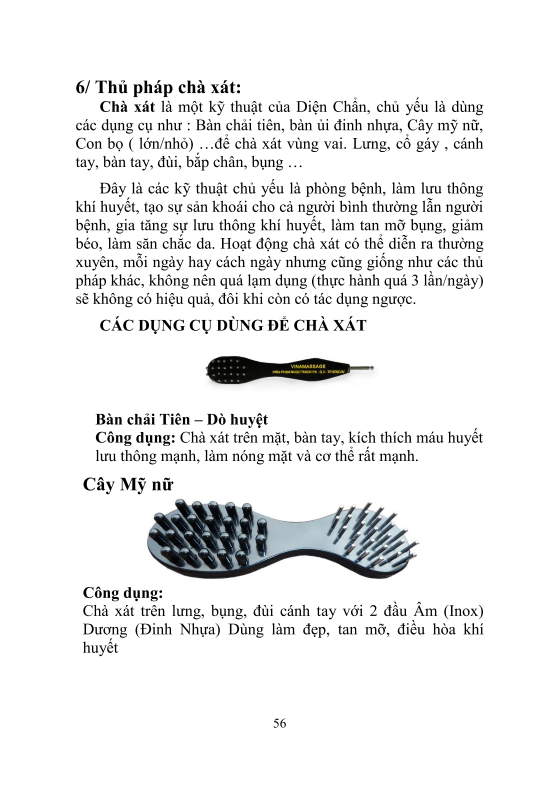 6/ Thủ pháp chà xát:
Chà xát là một kỹ thuật của Diện Chẩn, chủ yếu là dùng
các dụng cụ như : Bàn chải tiên, bàn ủi đinh nhựa, Cây mỹ nữ,
Con bọ ( lớn/nhỏ) …để chà xát vùng vai. Lưng, cổ gáy , cánh
tay, bàn tay, đùi, bắp chân, bụng …
Đây là các kỹ thuật chủ yếu là phòng bệnh, làm lưu thông
khí huyết, tạo sự sản khoái cho cả người bình thường lẫn người
bệnh, gia tăng sự lưu thông khí huyết, làm tan mỡ bụng, giảm
béo, làm săn chắc da. Hoạt động chà xát có thể diễn ra thường
xuyên, mỗi ngày hay cách ngày nhưng cũng giống như các thủ
pháp khác, không nên quá lạm dụng (thực hành quá 3 lần/ngày)
sẽ không có hiệu quả, đôi khi còn có tác dụng ngược.
CÁC DỤNG CỤ DÙNG ĐỂ CHÀ XÁT
VINAMASSAGE
Bàn chải Tiên – Dò huyệt
Công dụng: Chà xát trên mặt, bàn tay, kích thích máu huyết
lưu thông mạnh, làm nóng mặt và cơ thể rất mạnh.
Cây Mỹ nữ
Công dụng:
Chà xát trên lưng, bụng, đùi cánh tay với 2 đầu Âm (Inox)
Dương (Đinh Nhựa) Dùng làm đẹp, tan mỡ, điều hòa khí
huyết
56